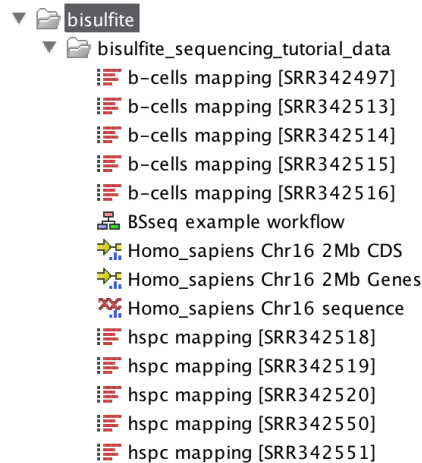 bisulfite
bisulfite_sequencing_tutorial_data
b-cells mapping [SRR342497]
b-cells mapping [SRR342513]
b-cells mapping [SRR342514]
b-cells mapping [SRR342515]
b-cells mapping [SRR342516]
BSseq example workflow
Homo_sapiens Chr16 2Mb CDS
Homo_sapiens Chr16 2Mb Genes
Homo_sapiens Chr16 sequence
hspc mapping [SRR342518]
hspc mapping [SRR342519]
hspc mapping [SRR342520]
hspc mapping [SRR342550]
hspc mapping [SRR342551]